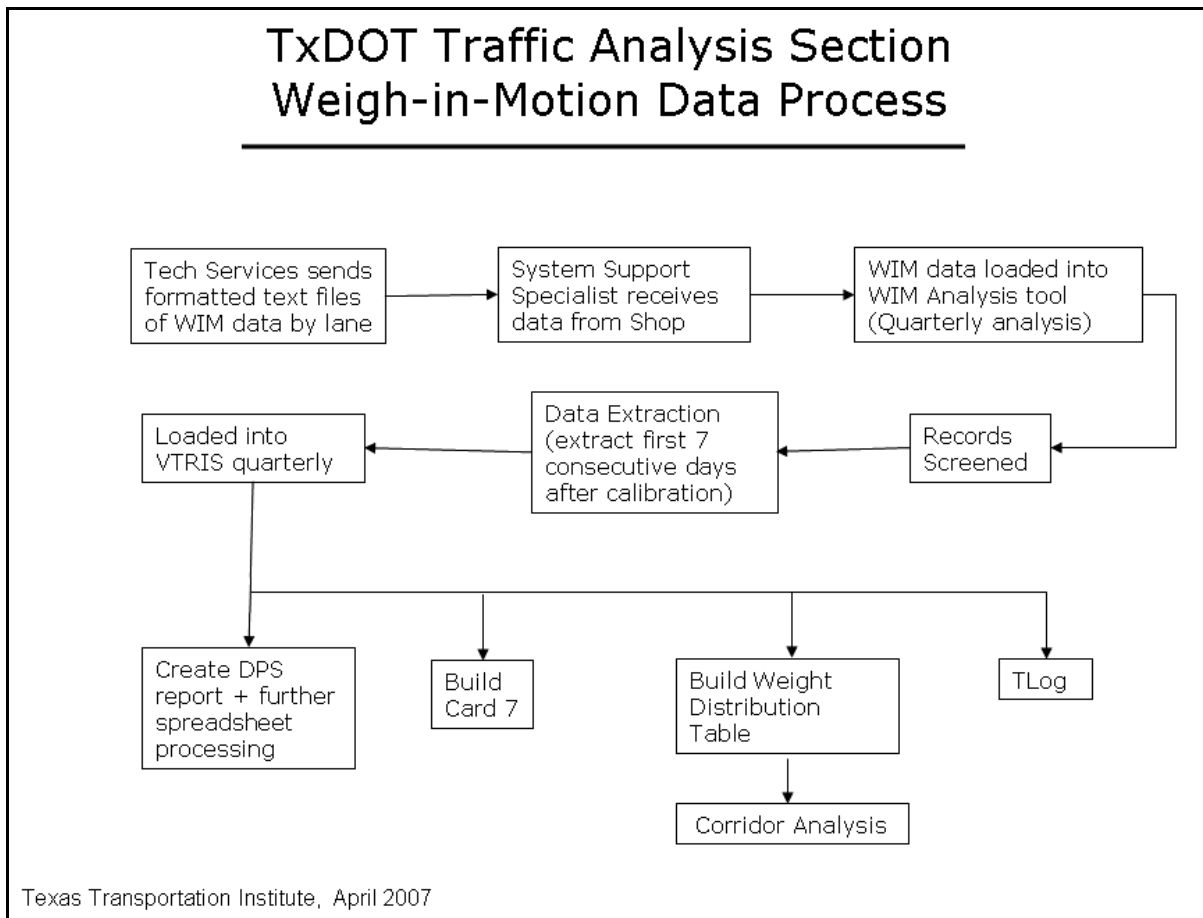 TxDOT Traffic Analysis Section
Weigh-in-Motion Data Process
Tech Services sends
formatted text files
of WIM data by lane
System Support
Specialist receives
data from Shop
WIM data loaded into
WIM Analysis tool
(Quarterly analysis)
Records
Screened
Data Extraction
(extract first 7
consecutive days
after calibration)
Loaded into
VTRIS quarterly
Create DPS
report + further
spreadsheet
processing
Build
Card 7
Build Weight
Distribution
Table
TLog
Corridor Analysis
Texas Transportation Institute, April 2007